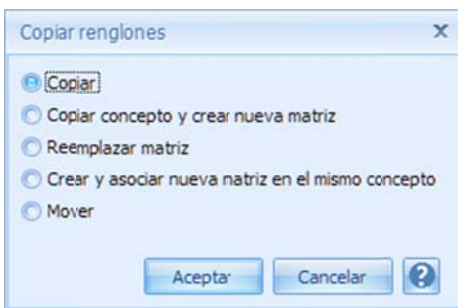 Copiar renglones
Copiar
Copiar concepto y crear nueva matriz
Reemplazar matriz
Crear y asociar nueva natriz en el mismo concepto
Mover
Aceptar Cancelar ?